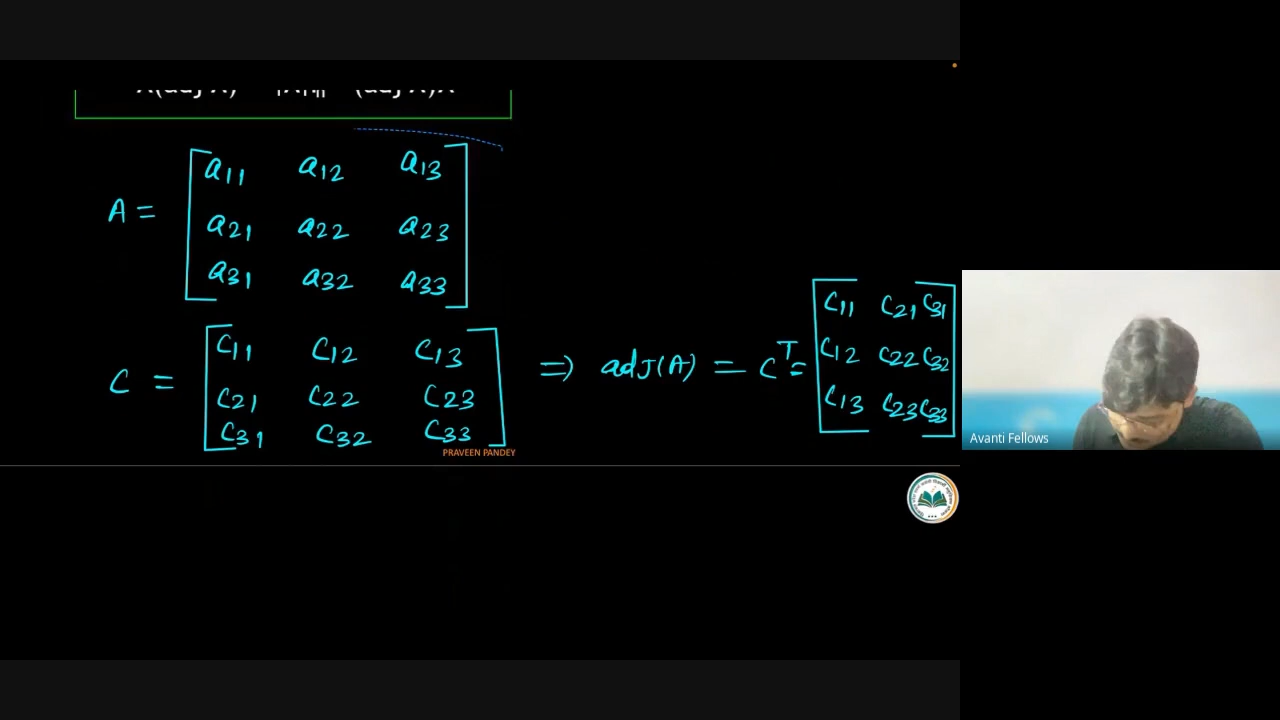 A = [ a11 a12 a13
a21 a22 a23
a31 a32 a33 ]
C = [ C11 C12 C13
C21 C22 C23
C31 C32 C33 ]
=> adj(A) = C^T = [ C11 C21 C31
C12 C22 C32
C13 C23 C33 ]
PRAVEEN PANDEY
Avanti Fellows